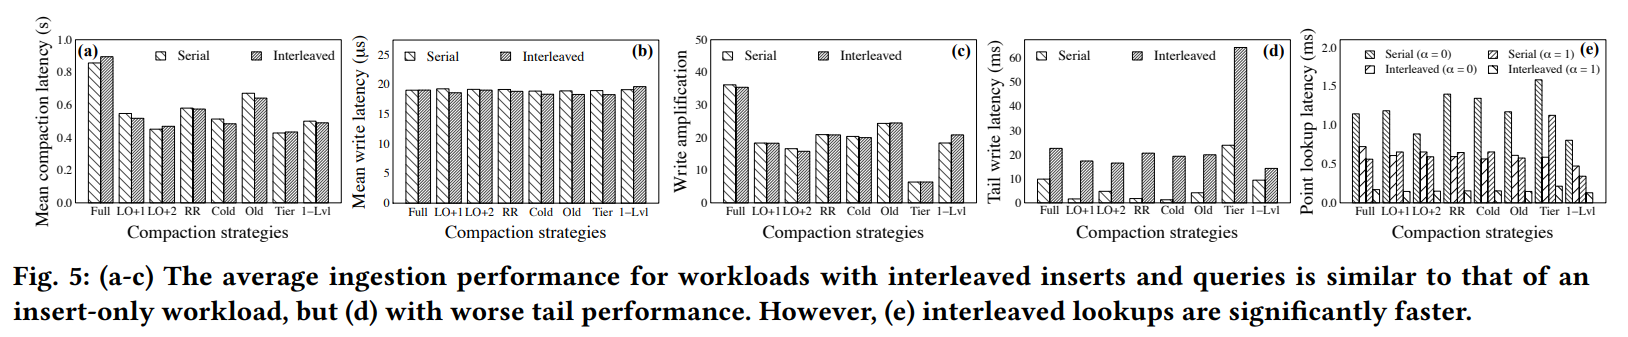 Mean compaction latency (s)
1.0
0.8
0.6
0.4
0.2
0.0
(a)
Serial
Interleaved
Full LO+1 LO+2 RR Cold Old Tier 1-Lvl
Compaction strategies
Mean write latency (μs)
25
20
15
10
5
0
Serial
Interleaved
(b)
Full LO+1 LO+2 RR Cold Old Tier 1-Lvl
Compaction strategies
Write amplification
50
40
30
20
10
0
Serial
Interleaved
(c)
Full LO+1 LO+2 RR Cold Old Tier 1-Lvl
Compaction strategies
Tail write latency (ms)
60
50
40
30
20
10
0
Serial
Interleaved
(d)
Full LO+1 LO+2 RR Cold Old Tier 1-Lvl
Compaction strategies
Point lookup latency (ms)
2.0
1.5
1.0
0.5
0.0
Serial (α = 0)
Serial (α = 1)
(e)
Interleaved (α = 0)
Interleaved (α = 1)
Full LO+1 LO+2 RR Cold Old Tier 1-Lvl
Compaction strategies
Fig. 5: (a-c) The average ingestion performance for workloads with interleaved inserts and queries is similar to that of an
insert-only workload, but (d) with worse tail performance. However, (e) interleaved lookups are significantly faster.